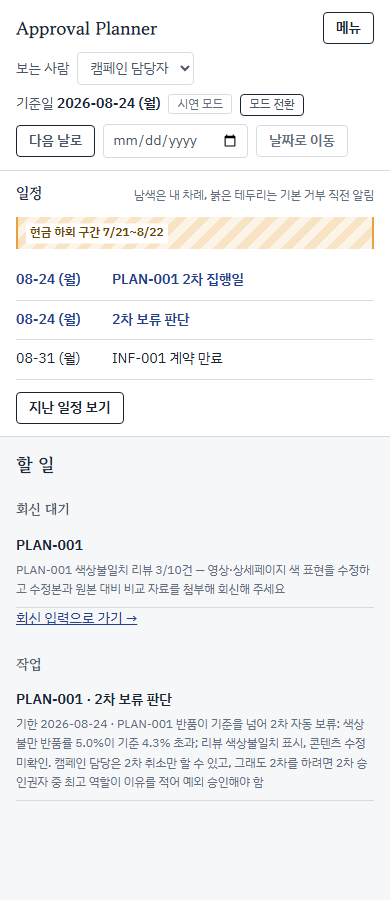 Approval Planner
메뉴
보는 사람 캠페인 담당자
기준일 2026-08-24 (월) 시연 모드 모드 전환
다음 날로 mm/dd/yyyy 날짜로 이동
일정 남색은 내 차례, 붉은 테두리는 기본 거부 직전 알림
현금 하회 구간 7/21~8/22
08-24 (월) PLAN-001 2차 집행일
08-24 (월) 2차 보류 판단
08-31 (월) INF-001 계약 만료
지난 일정 보기
할 일
회신 대기
PLAN-001
PLAN-001 색상불일치 리뷰 3/10건 — 영상·상세페이지 색 표현을 수정하
고 수정본과 원본 대비 비교 자료를 첨부해 회신해 주세요
회신 입력으로 가기 →
작업
PLAN-001 · 2차 보류 판단
기한 2026-08-24 · PLAN-001 반품이 기준을 넘어 2차 자동 보류: 색상
불만 반품률 5.0%이 기준 4.3% 초과; 리뷰 색상불일치 표시, 콘텐츠 수정
미확인. 캠페인 담당은 2차 취소만 할 수 있고, 그래도 2차를 하려면 2차 승
인권자 중 최고 역할이 이유를 적어 예외 승인해야 함